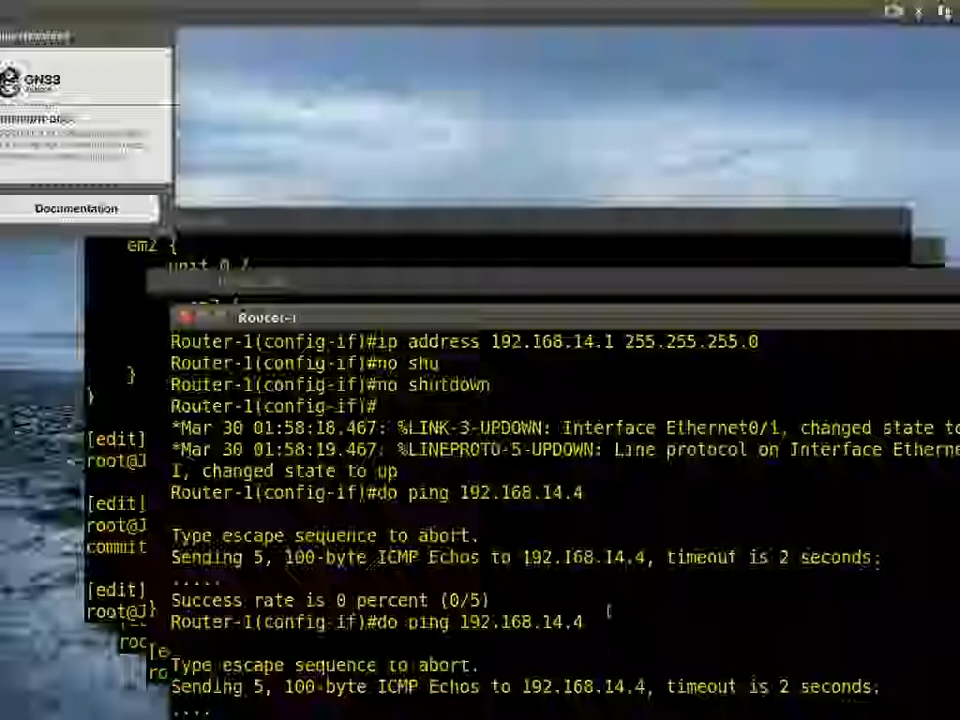 GNS3
Documentation
em2 {
unit 0 {
}
}
[edit]
root@J
[edit]
root@J
commit
[edit]
root@J
Router-1
Router-1(config-if)#ip address 192.168.14.1 255.255.255.0
Router-1(config-if)#no shu
Router-1(config-if)#no shutdown
Router-1(config-if)#
*Mar 30 01:58:18.467: %LINK-3-UPDOWN: Interface Ethernet0/1, changed state to
*Mar 30 01:58:19.467: %LINEPROTO-5-UPDOWN: Line protocol on Interface Etherne
1, changed state to up
Router-1(config-if)#do ping 192.168.14.4
Type escape sequence to abort.
Sending 5, 100-byte ICMP Echos to 192.168.14.4, timeout is 2 seconds:
.....
Success rate is 0 percent (0/5)
Router-1(config-if)#do ping 192.168.14.4
Type escape sequence to abort.
Sending 5, 100-byte ICMP Echos to 192.168.14.4, timeout is 2 seconds:
....